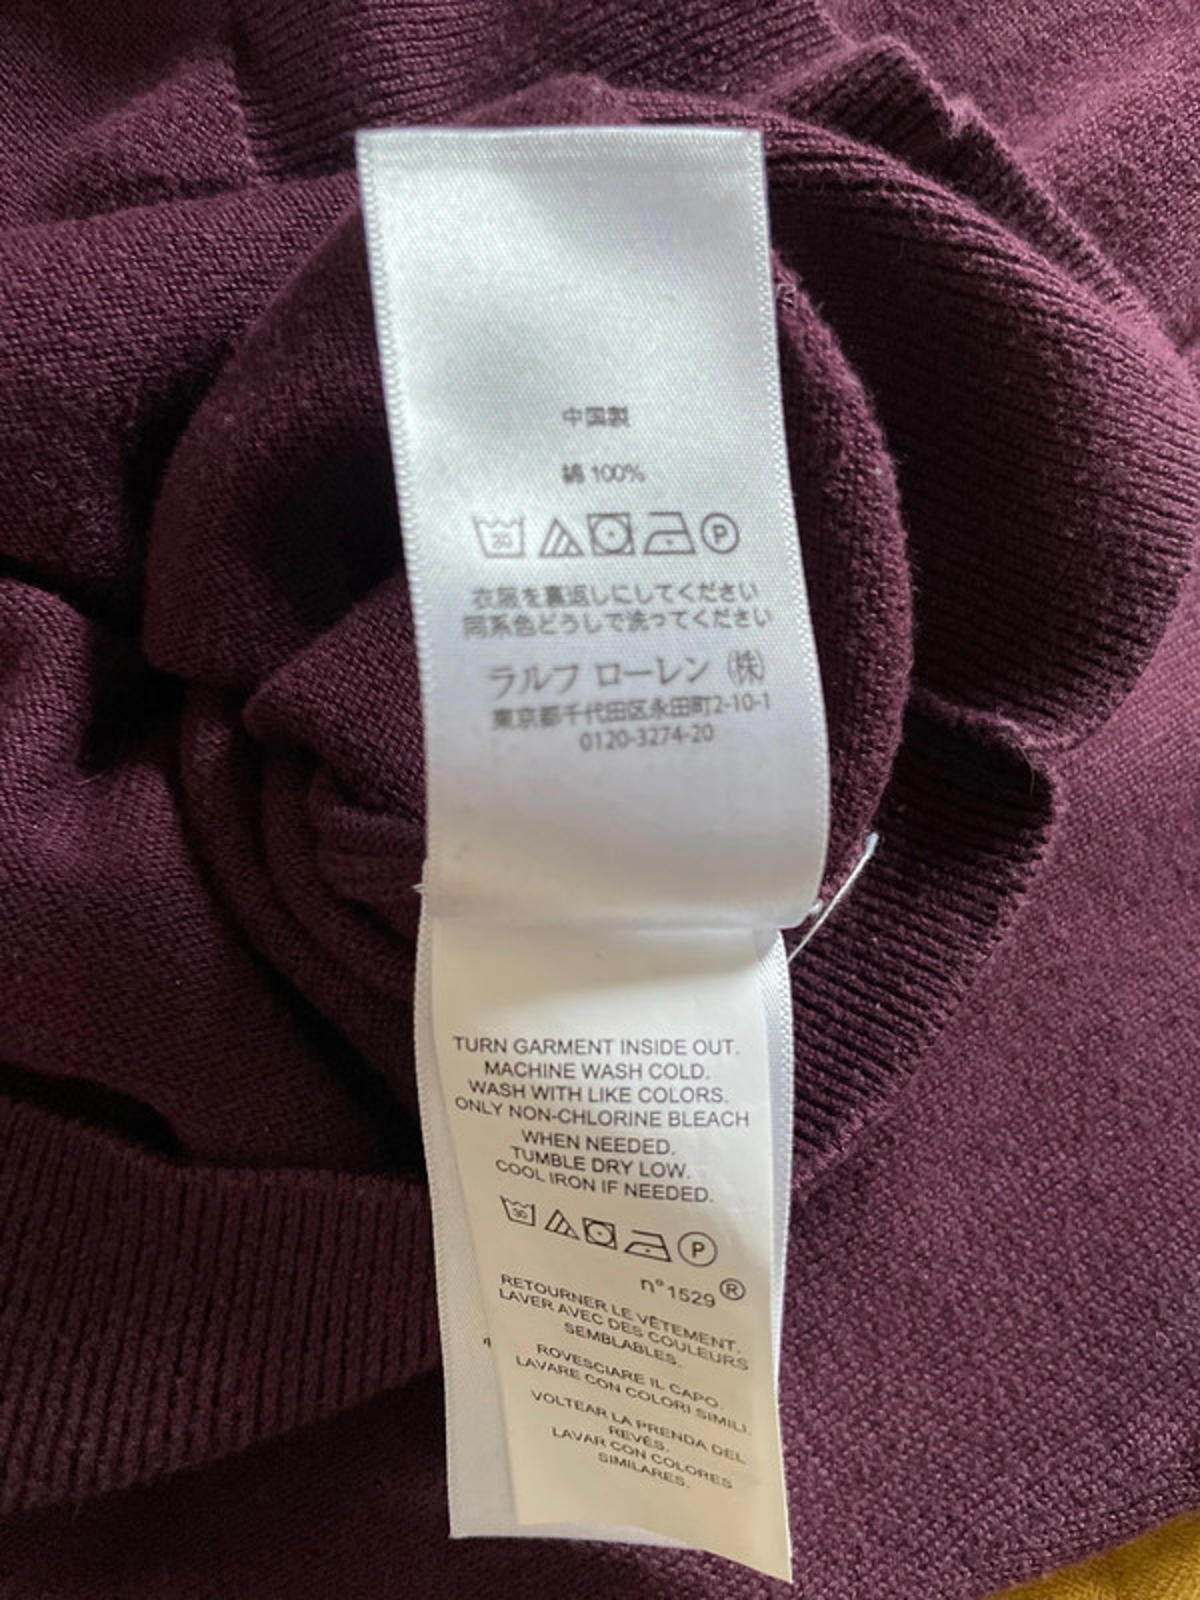 中国製
綿 100%
30 P
衣服を裏返しにしてください
同系色どうしで洗ってください
ラルフ ローレン ㈱
東京都千代田区永田町2-10-1
0120-3274-20
TURN GARMENT INSIDE OUT.
MACHINE WASH COLD.
WASH WITH LIKE COLORS.
ONLY NON-CHLORINE BLEACH
WHEN NEEDED.
TUMBLE DRY LOW.
COOL IRON IF NEEDED.
30 P
n°1529®
RETOURNER LE VÊTEMENT.
LAVER AVEC DES COULEURS
SEMBLABLES.
ROVESCIARE IL CAPO.
LAVARE CON COLORI SIMILI.
VOLTEAR LA PRENDA DEL
REVÉS.
LAVAR CON COLORES
SIMILARES.